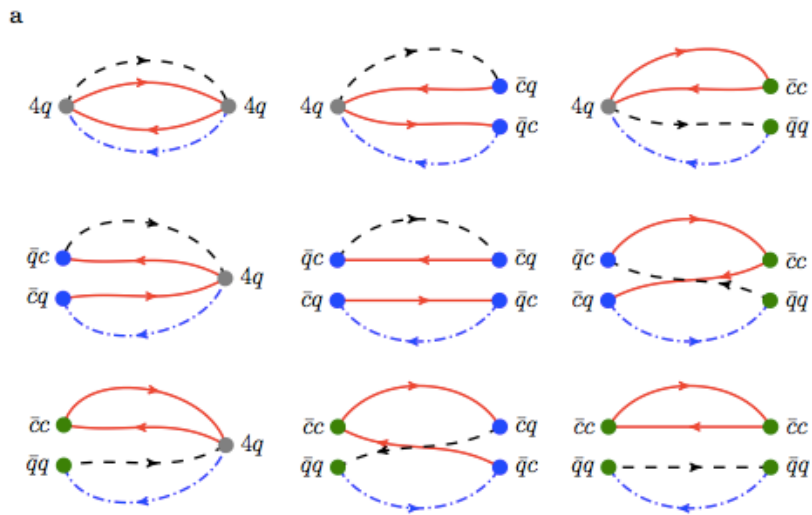 a
4q 4q
4q c̄q
q̄c
4q c̄c
q̄q
q̄c
c̄q 4q
q̄c c̄q
c̄q q̄c
q̄c c̄c
c̄q q̄q
c̄c
q̄q 4q
c̄c c̄q
q̄q q̄c
c̄c c̄c
q̄q q̄q